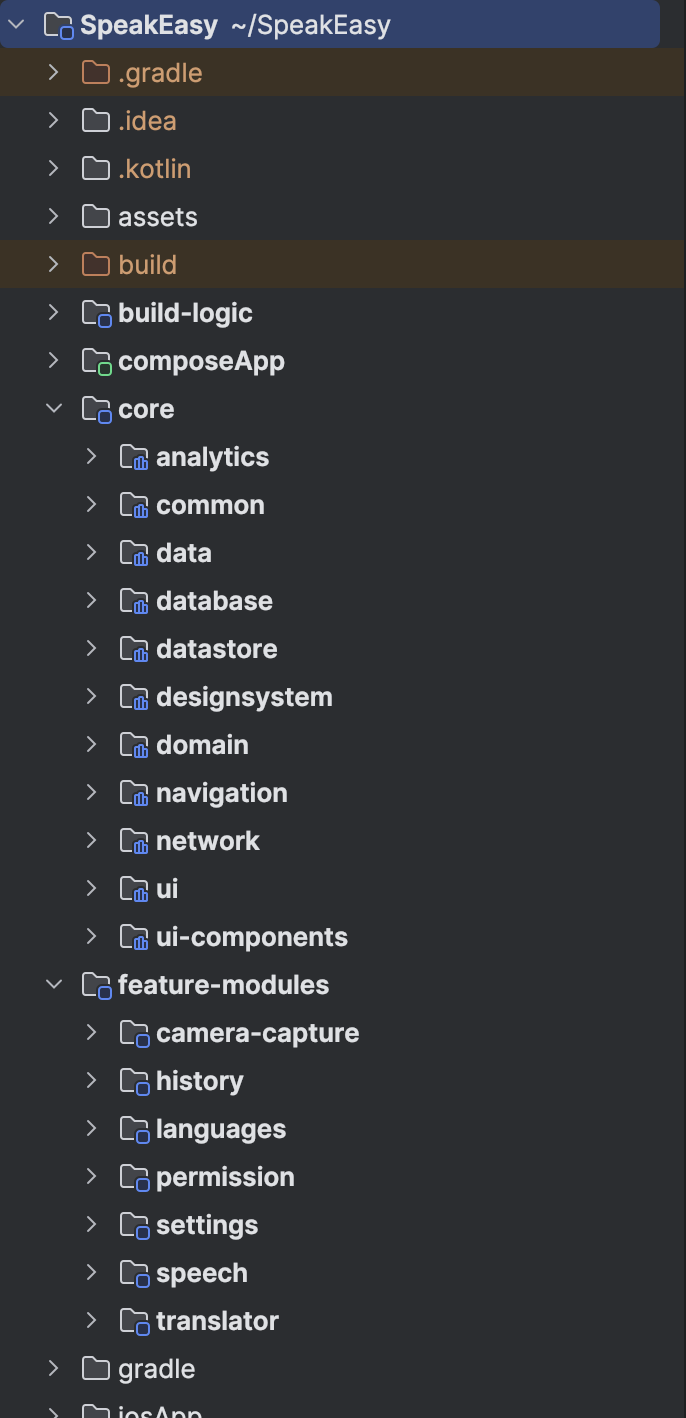 SpeakEasy ~/SpeakEasy
.gradle
.idea
.kotlin
assets
build
build-logic
composeApp
core
analytics
common
data
database
datastore
designsystem
domain
navigation
network
ui
ui-components
feature-modules
camera-capture
history
languages
permission
settings
speech
translator
gradle
iosApp